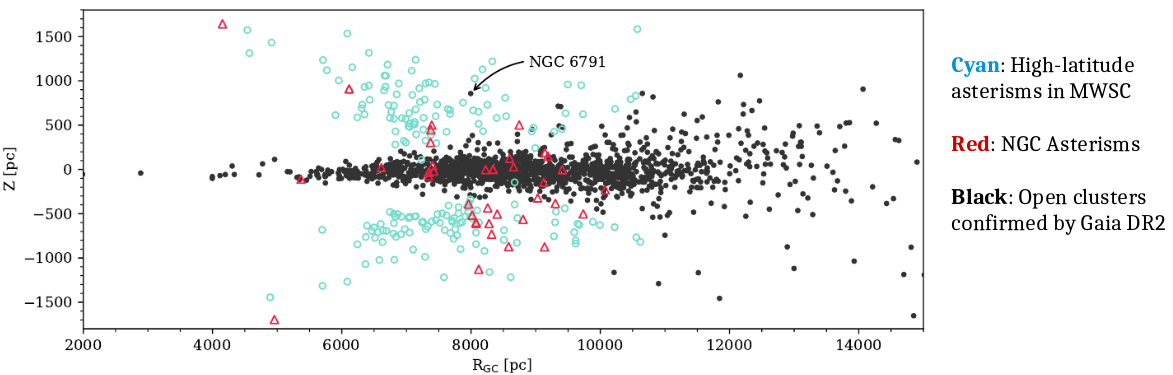 1500
1000
500
0
−500
−1000
−1500
Z [pc]
NGC 6791
2000 4000 6000 8000 10000 12000 14000
R_GC [pc]
Cyan: High-latitude
asterisms in MWSC
Red: NGC Asterisms
Black: Open clusters
confirmed by Gaia DR2